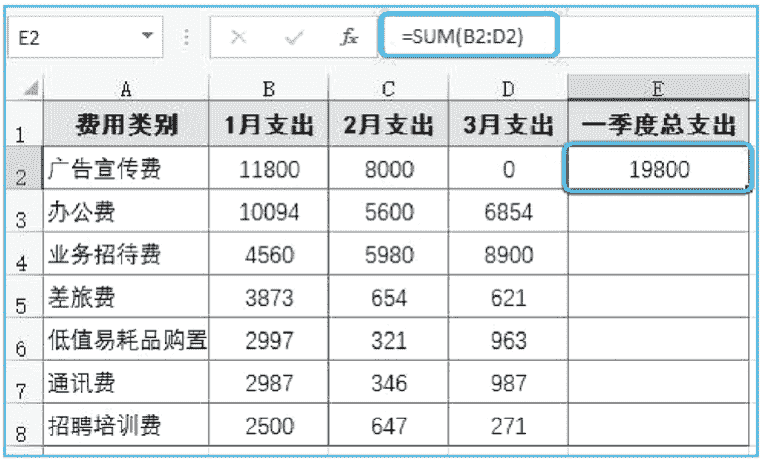 E2 fx =SUM(B2:D2)
A B C D E
1 费用类别 1月支出 2月支出 3月支出 一季度总支出
2 广告宣传费 11800 8000 0 19800
3 办公费 10094 5600 6854
4 业务招待费 4560 5980 8900
5 差旅费 3873 654 621
6 低值易耗品购置 2997 321 963
7 通讯费 2987 346 987
8 招聘培训费 2500 647 271